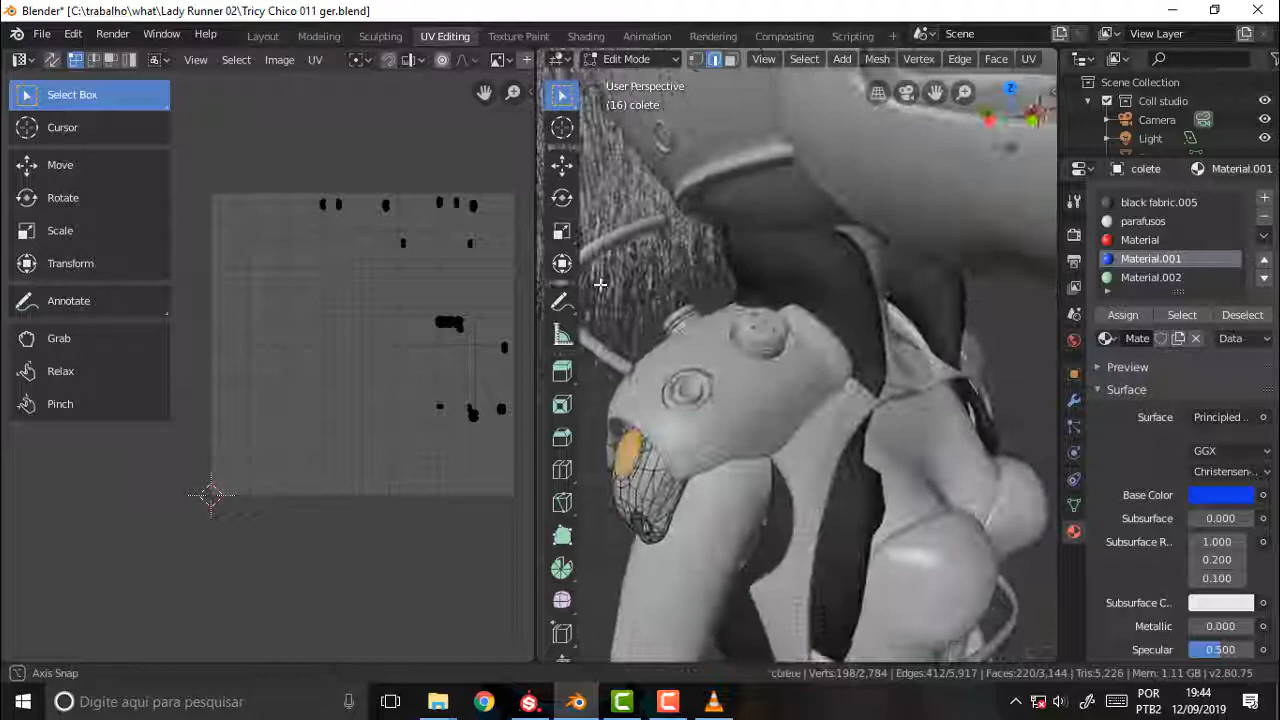 Blender* [C:\trabalho\what\Lady Runner 02\Tricy Chico 011 ger.blend]
File Edit Render Window Help Layout Modeling Sculpting UV Editing Texture Paint Shading Animation Rendering Compositing Scripting + Scene View Layer
View Select Image UV Edit Mode View Select Add Mesh Vertex Edge Face UV
Select Box
Cursor
Move
Rotate
Scale
Transform
Annotate
Grab
Relax
Pinch
User Perspective
(16) colete
Z
Scene Collection
Coll studio
Camera
Light
colete Material.001
black fabric.005
parafusos
Material
Material.001
Material.002
Assign Select Deselect
Mate Data
Preview
Surface
Surface Principled ..
GGX
Christensen-..
Base Color
Subsurface 0.000
Subsurface R.. 1.000
0.200
0.100
Subsurface C..
Metallic 0.000
Specular 0.500
Axis Snap
colete | Verts:198/2,784 | Edges:412/5,917 | Faces:220/3,144 | Tris:5,226 | Mem: 1.11 GB | v2.80.75
Digite aqui para pesquisar
POR
PTB2
19:44
12/09/2019